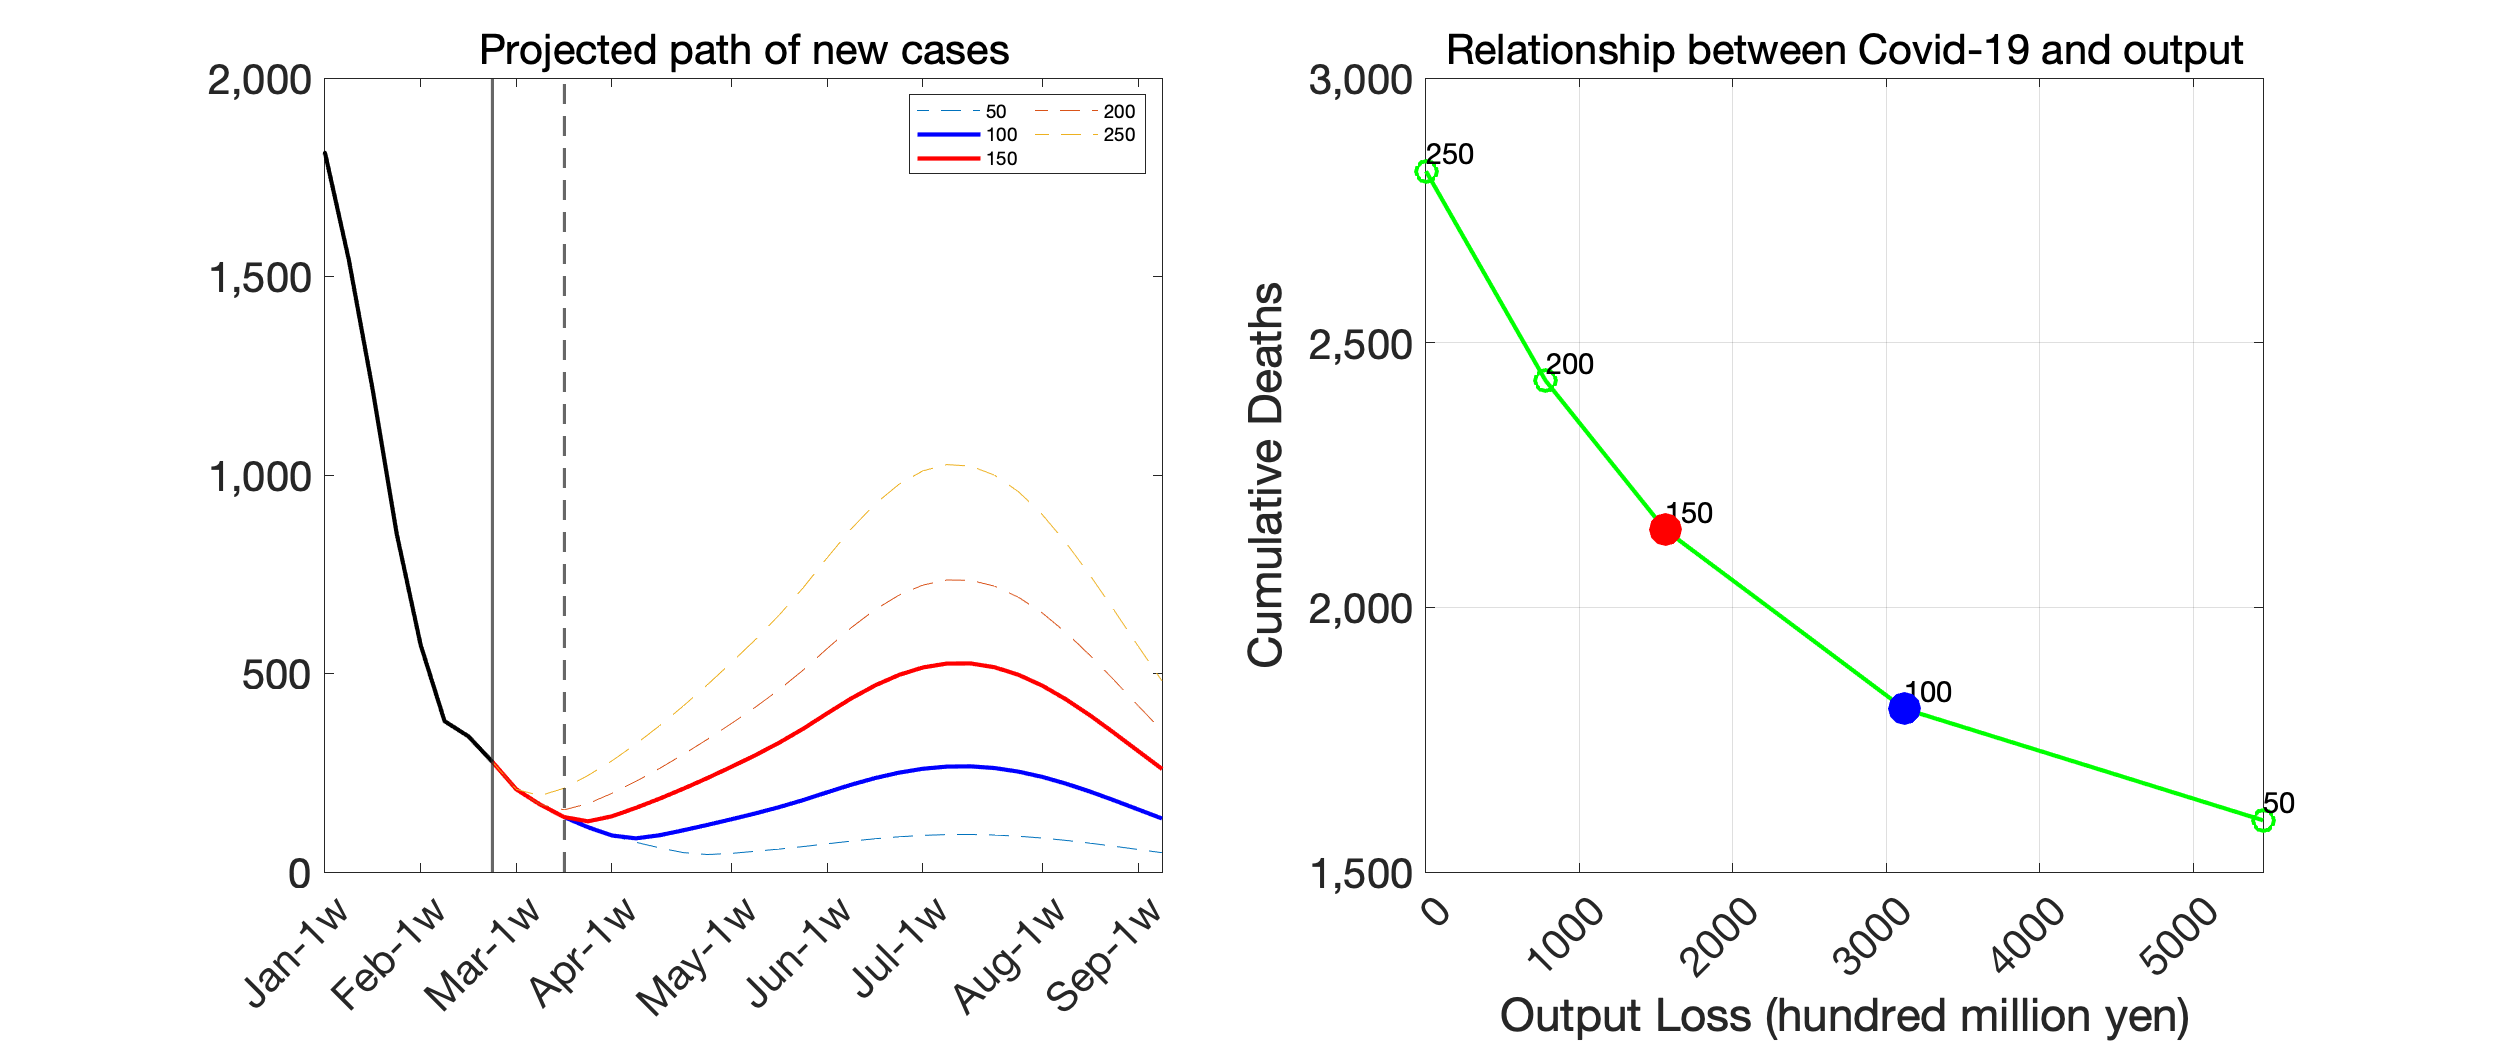 Projected path of new cases
2,000
1,500
1,000
500
0
Jan-1w
Feb-1w
Mar-1w
Apr-1w
May-1w
Jun-1w
Jul-1w
Aug-1w
Sep-1w
50
100
150
200
250
Relationship between Covid-19 and output
Cumulative Deaths
3,000
2,500
2,000
1,500
250
200
150
100
50
0
1000
2000
3000
4000
5000
Output Loss (hundred million yen)